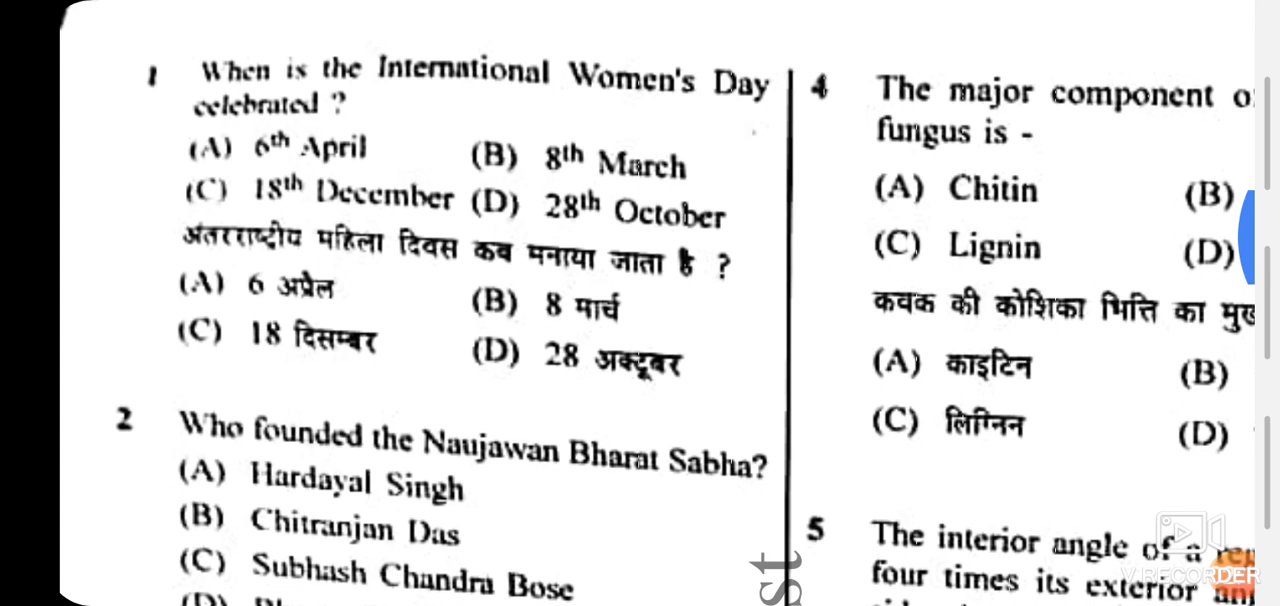 1 When is the International Women's Day
celebrated ?
(A) 6th April (B) 8th March
(C) 18th December (D) 28th October
अंतरराष्ट्रीय महिला दिवस कब मनाया जाता है ?
(A) 6 अप्रैल (B) 8 मार्च
(C) 18 दिसम्बर (D) 28 अक्टूबर
2 Who founded the Naujawan Bharat Sabha?
(A) Hardayal Singh
(B) Chitranjan Das
(C) Subhash Chandra Bose
(D)
4 The major component
fungus is -
(A) Chitin (B)
(C) Lignin (D)
कवक की कोशिका भित्ति का
(A) काइटिन (B)
(C) लिग्निन (D)
5 The interior angle of a
four times its exterior
st
V RECORDER